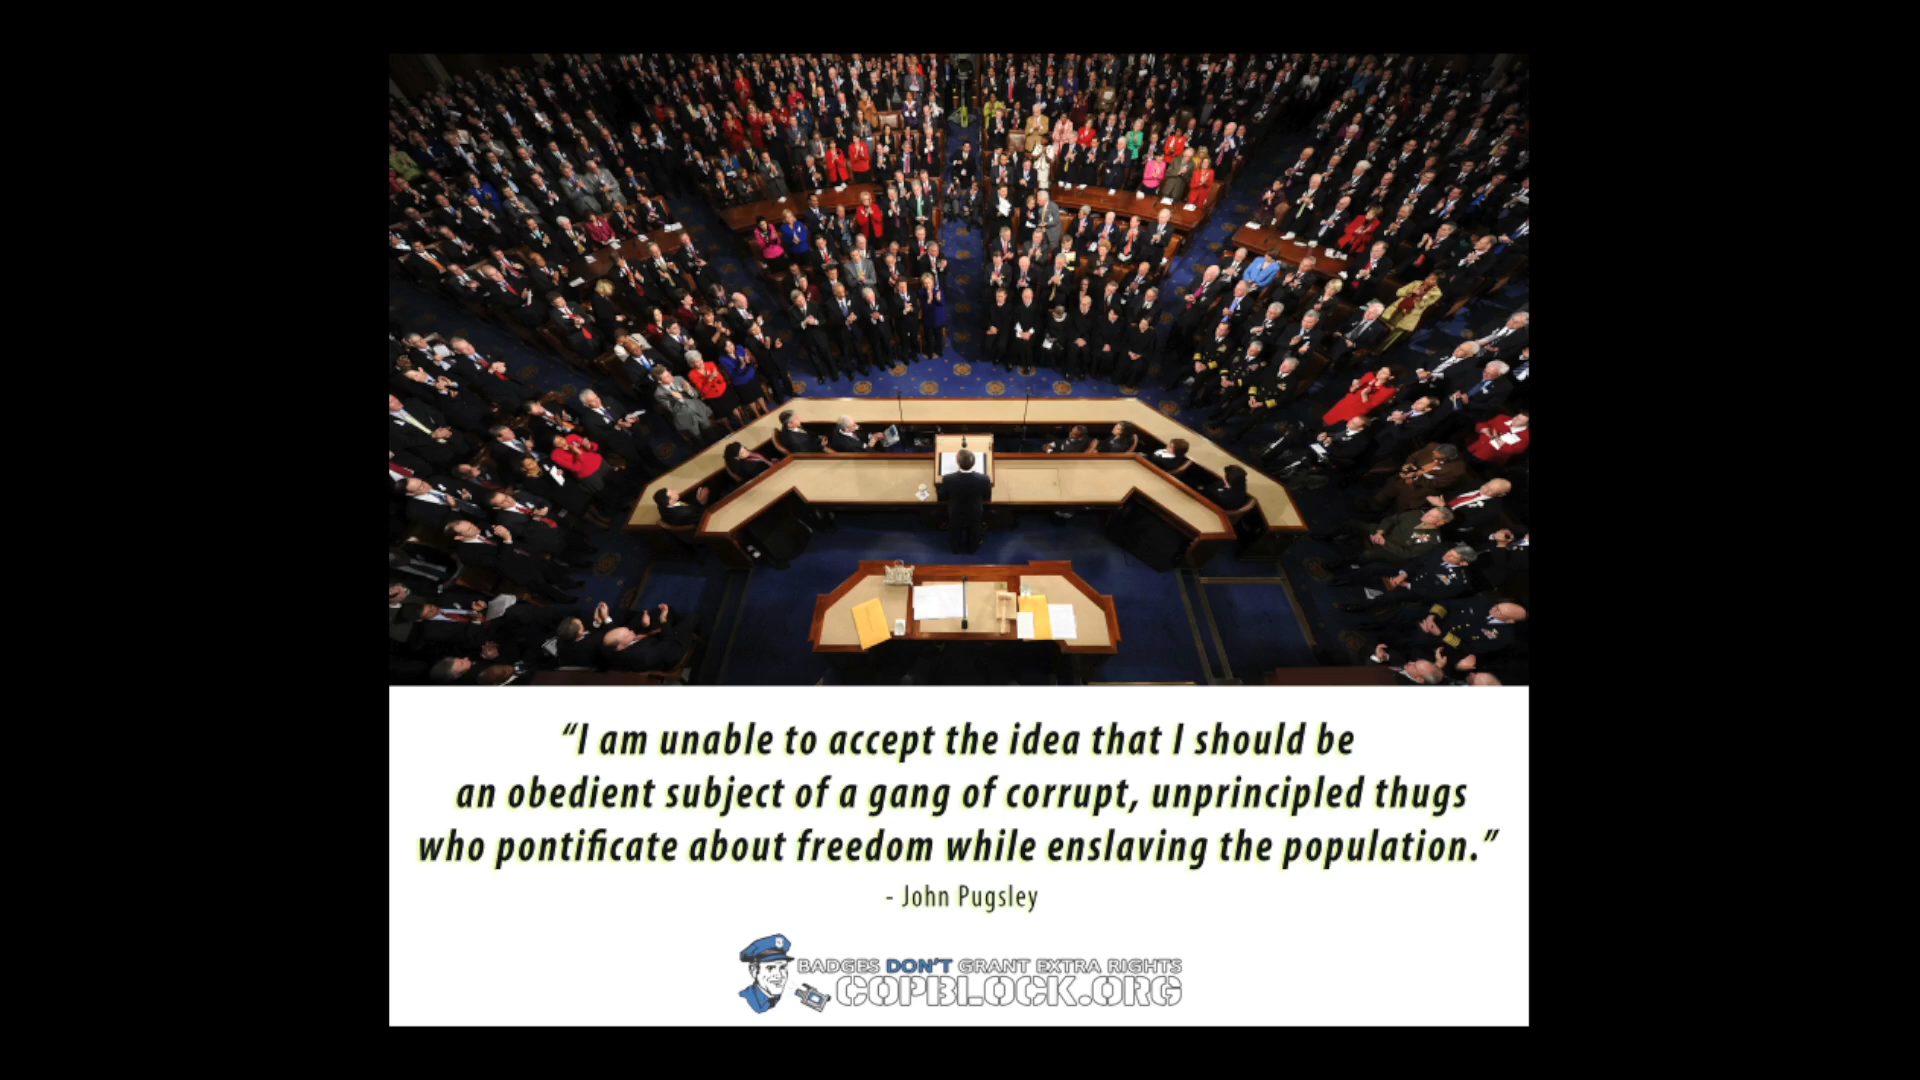 “I am unable to accept the idea that I should be
an obedient subject of a gang of corrupt, unprincipled thugs
who pontificate about freedom while enslaving the population.”
- John Pugsley
BADGES DON'T GRANT EXTRA RIGHTS
COPBLOCK.ORG